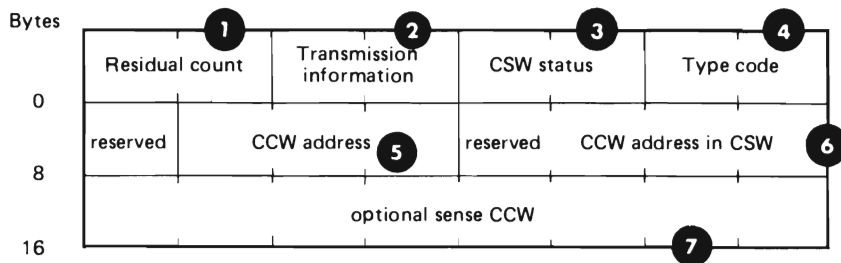 Bytes
1 2 3 4
Residual count Transmission information CSW status Type code
0
reserved CCW address 5 reserved CCW address in CSW 6
8
optional sense CCW
16 7